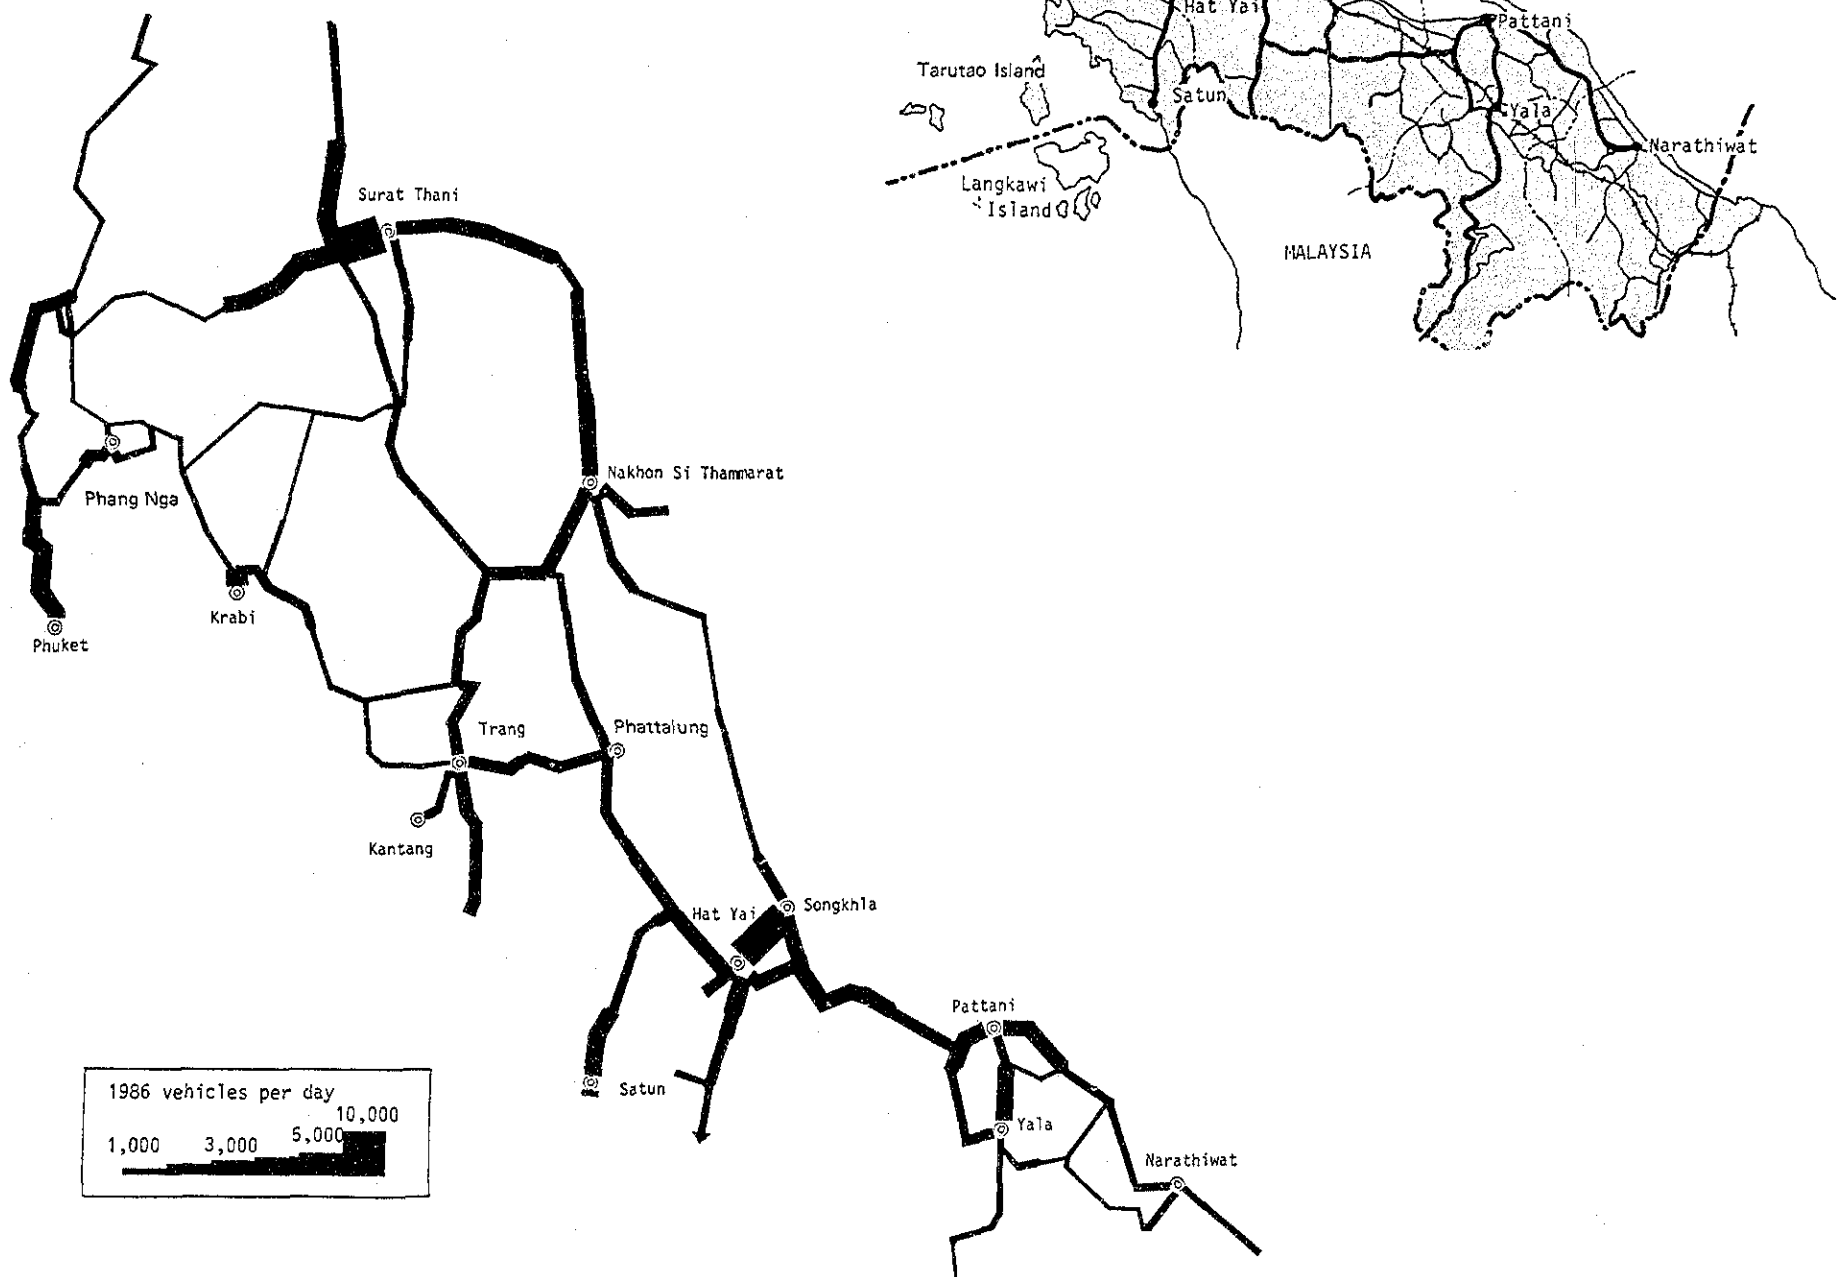 Hat Yai
Pattani
Tarutao Island
Satun
Yala
Narathiwat
Langkawi
Island
MALAYSIA
Surat Thani
Nakhon Si Thammarat
Phang Nga
Krabi
Phuket
Trang
Phattalung
Kantang
Hat Yai
Songkhla
Pattani
Satun
Yala
Narathiwat
1986 vehicles per day
10,000
5,000
1,000 3,000